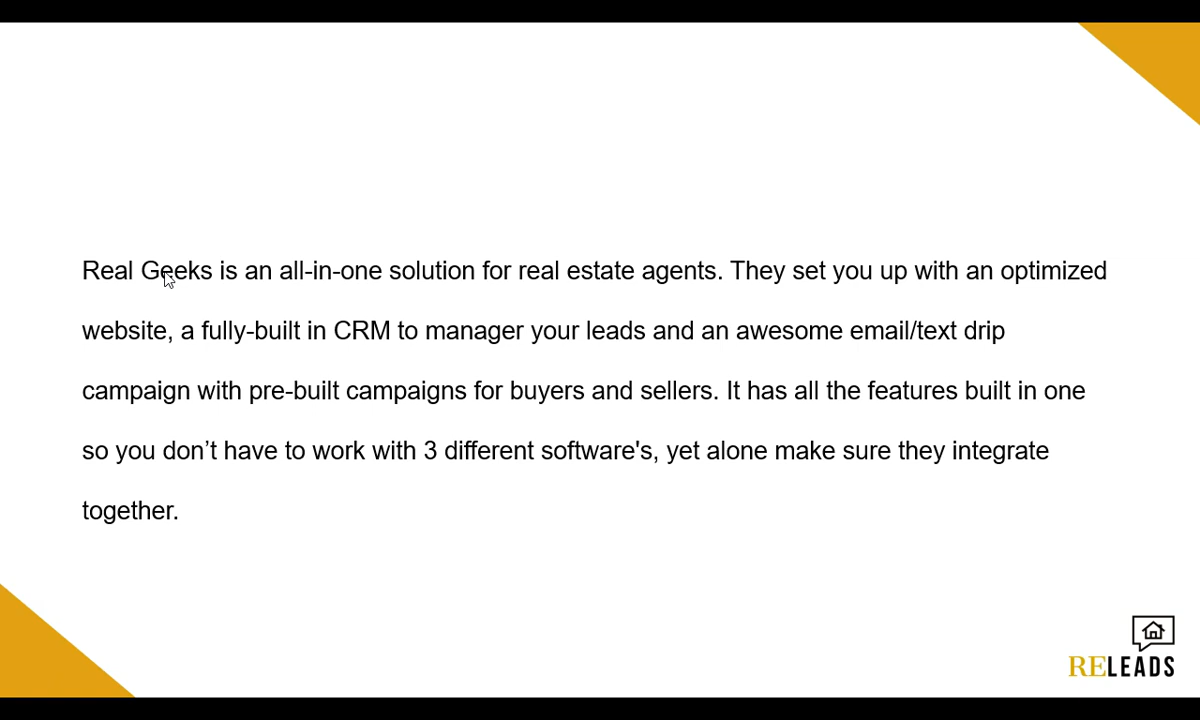 Real Geeks is an all-in-one solution for real estate agents. They set you up with an optimized
website, a fully-built in CRM to manager your leads and an awesome email/text drip
campaign with pre-built campaigns for buyers and sellers. It has all the features built in one
so you don’t have to work with 3 different software's, yet alone make sure they integrate
together.
RELEADS